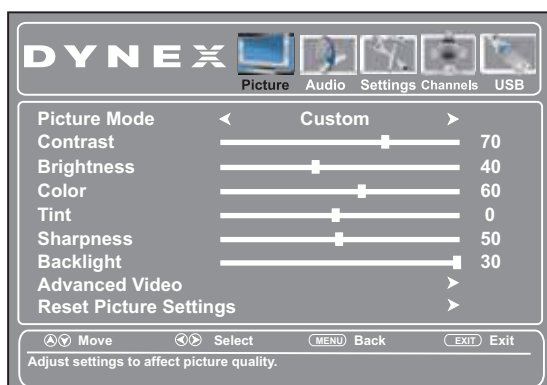 DYNEX
Picture Audio Settings Channels USB
Picture Mode Custom
Contrast 70
Brightness 40
Color 60
Tint 0
Sharpness 50
Backlight 30
Advanced Video
Reset Picture Settings
Move Select MENU Back EXIT Exit
Adjust settings to affect picture quality.